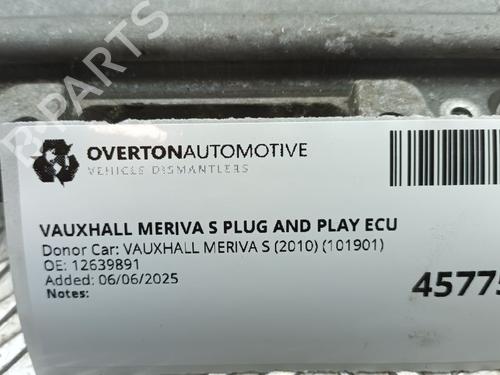 OVERTONAUTOMOTIVE
VEHICLE DISMANTLERS
VAUXHALL MERIVA S PLUG AND PLAY ECU
Donor Car: VAUXHALL MERIVA S (2010) (101901)
OE: 12639891
Added: 06/06/2025
Notes:
45775